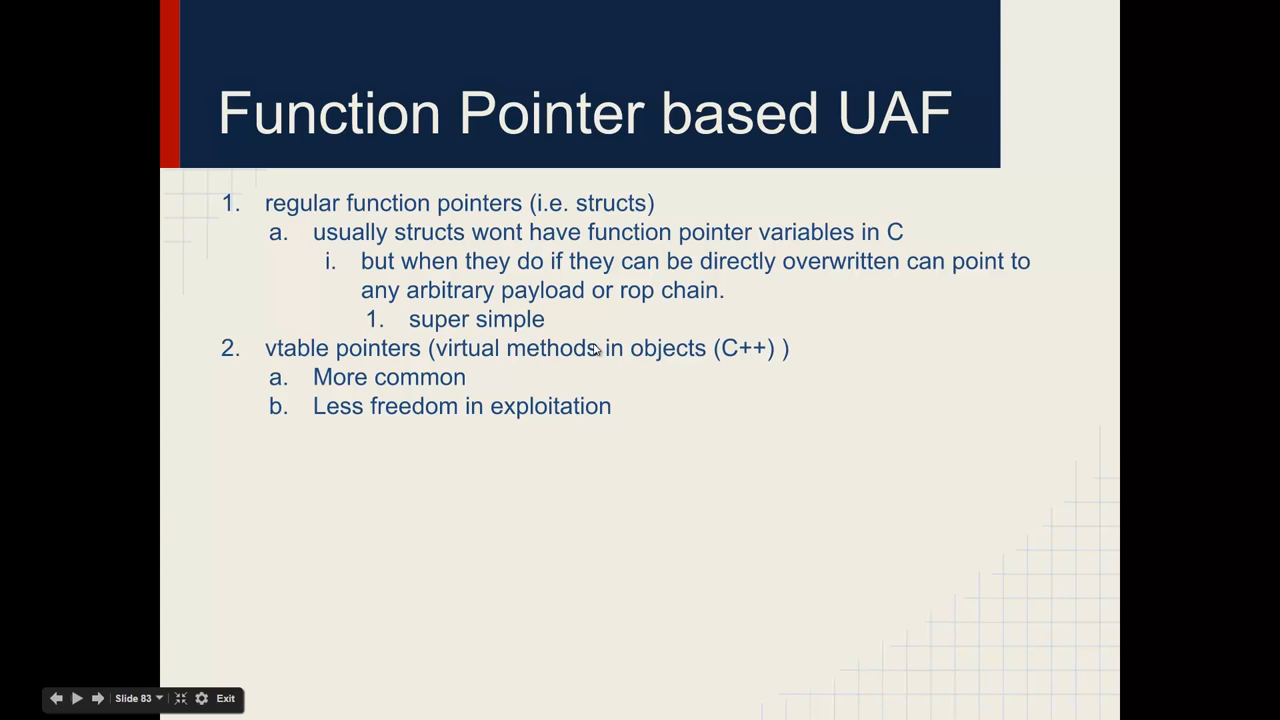 Function Pointer based UAF
1. regular function pointers (i.e. structs)
a. usually structs wont have function pointer variables in C
i. but when they do if they can be directly overwritten can point to
any arbitrary payload or rop chain.
1. super simple
2. vtable pointers (virtual methods in objects (C++) )
a. More common
b. Less freedom in exploitation
Slide 83 Exit